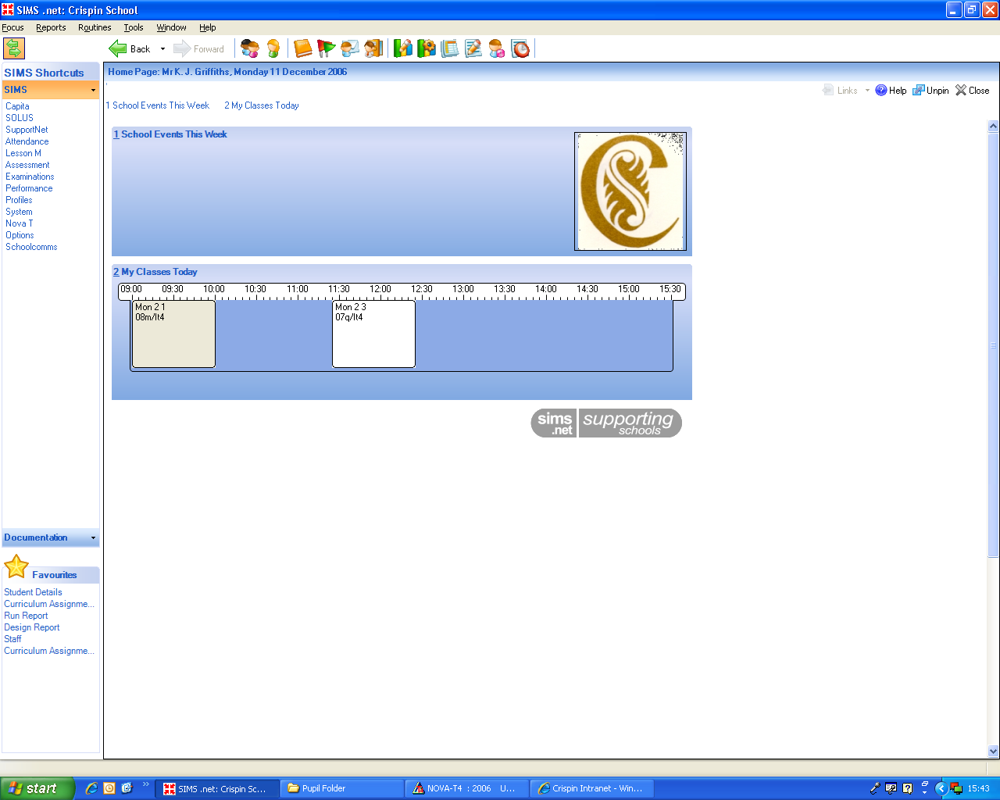 SIMS .net: Crispin School
Focus Reports Routines Tools Window Help
Back Forward
SIMS Shortcuts
SIMS
Capita
SOLUS
SupportNet
Attendance
Lesson M
Assessment
Examinations
Performance
Profiles
System
Nova T
Options
Schoolcomms
Documentation
Favourites
Student Details
Curriculum Assignme...
Run Report
Design Report
Staff
Curriculum Assignme...
Home Page: Mr K. J. Griffiths, Monday 11 December 2006
Links Help Unpin Close
1 School Events This Week 2 My Classes Today
1 School Events This Week
2 My Classes Today
09:00 09:30 10:00 10:30 11:00 11:30 12:00 12:30 13:00 13:30 14:00 14:30 15:00 15:30
Mon 2 1
08m/It4
Mon 2 3
07q/It4
sims .net supporting schools
start SIMS .net: Crispin Sc... Pupil Folder NOVA-T4 : 2006 U... Crispin Intranet - Win... 15:43